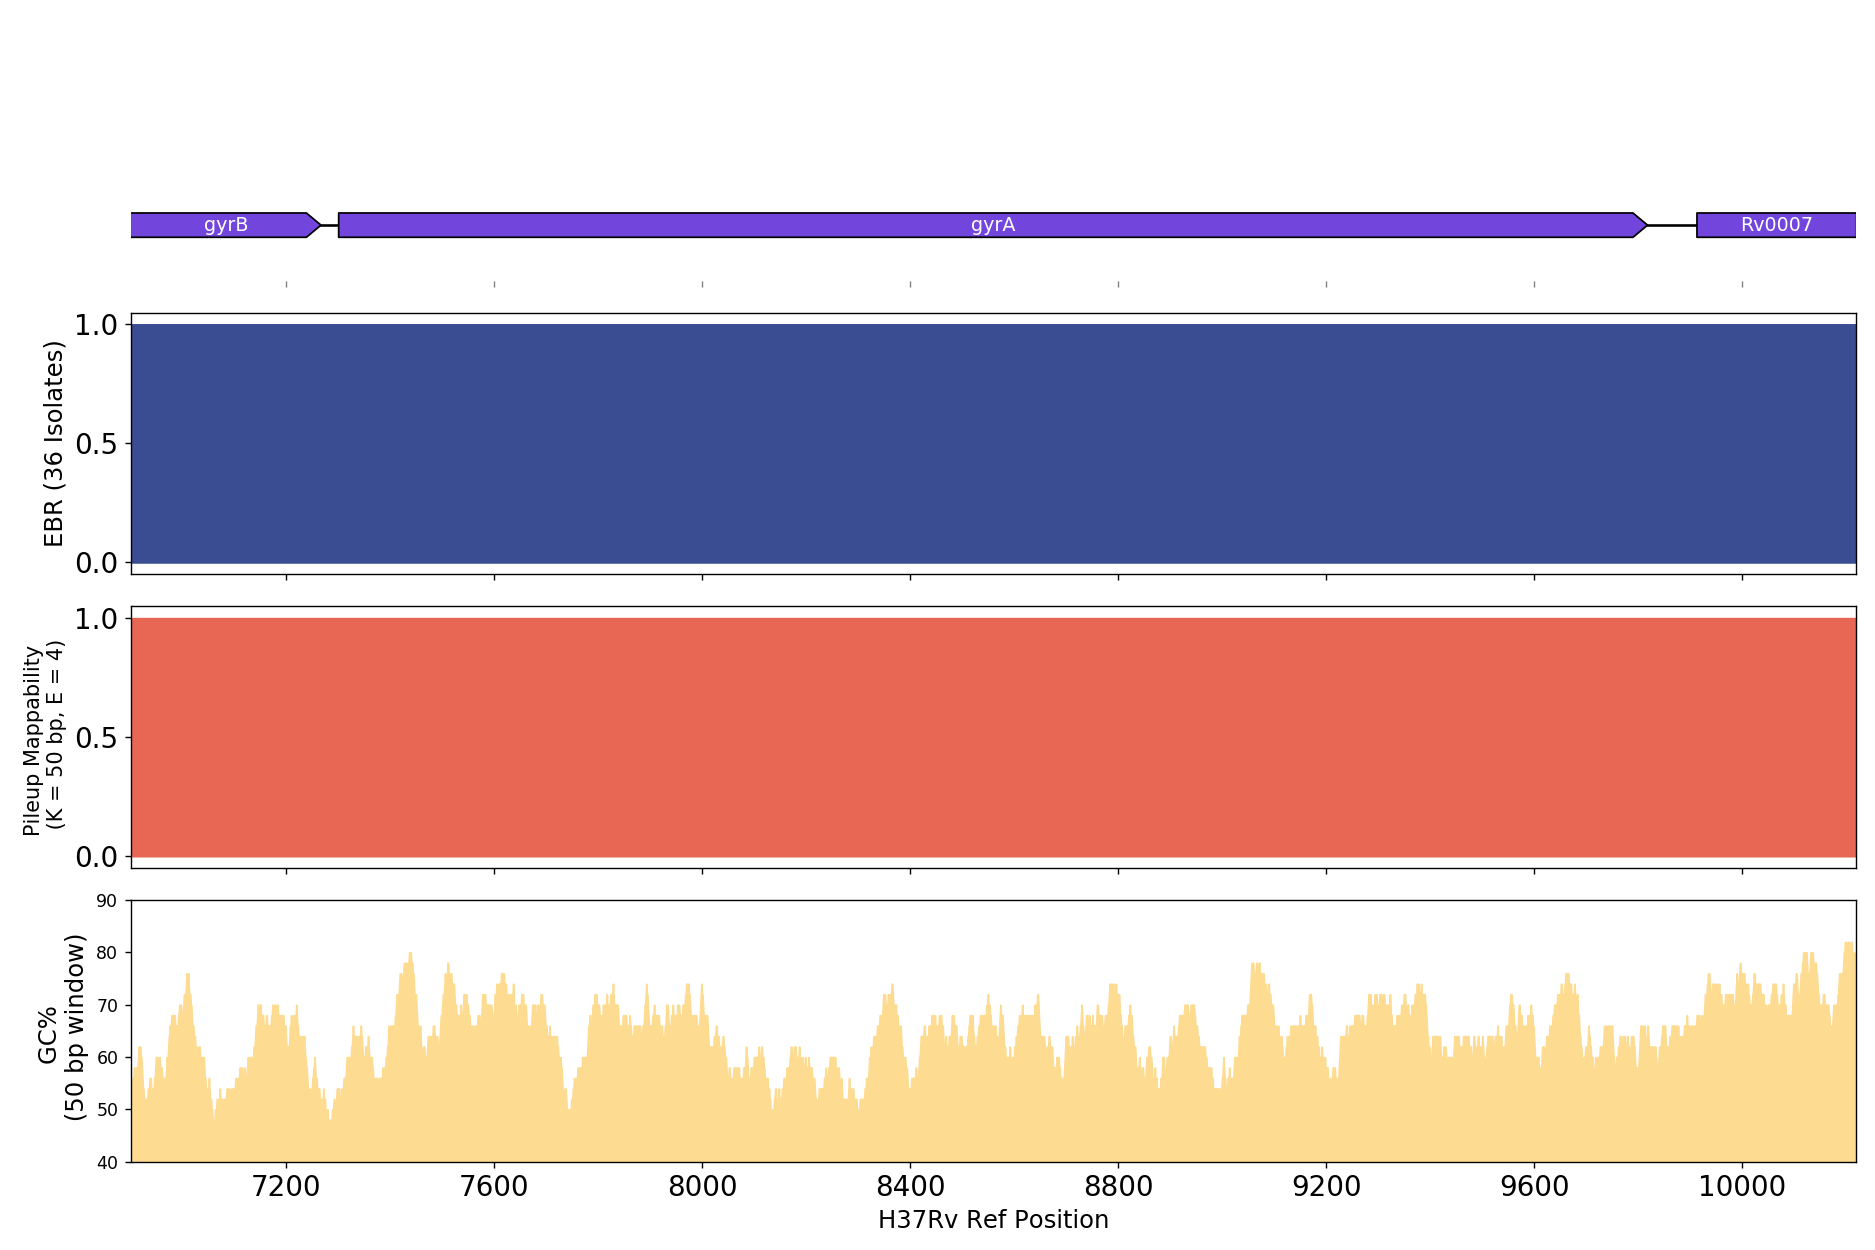 gyrB
gyrA
Rv0007
1.0
0.5
0.0
EBR (36 Isolates)
1.0
0.5
0.0
Pileup Mappability
(K = 50 bp, E = 4)
90
80
70
60
50
40
GC%
(50 bp window)
7200 7600 8000 8400 8800 9200 9600 10000
H37Rv Ref Position